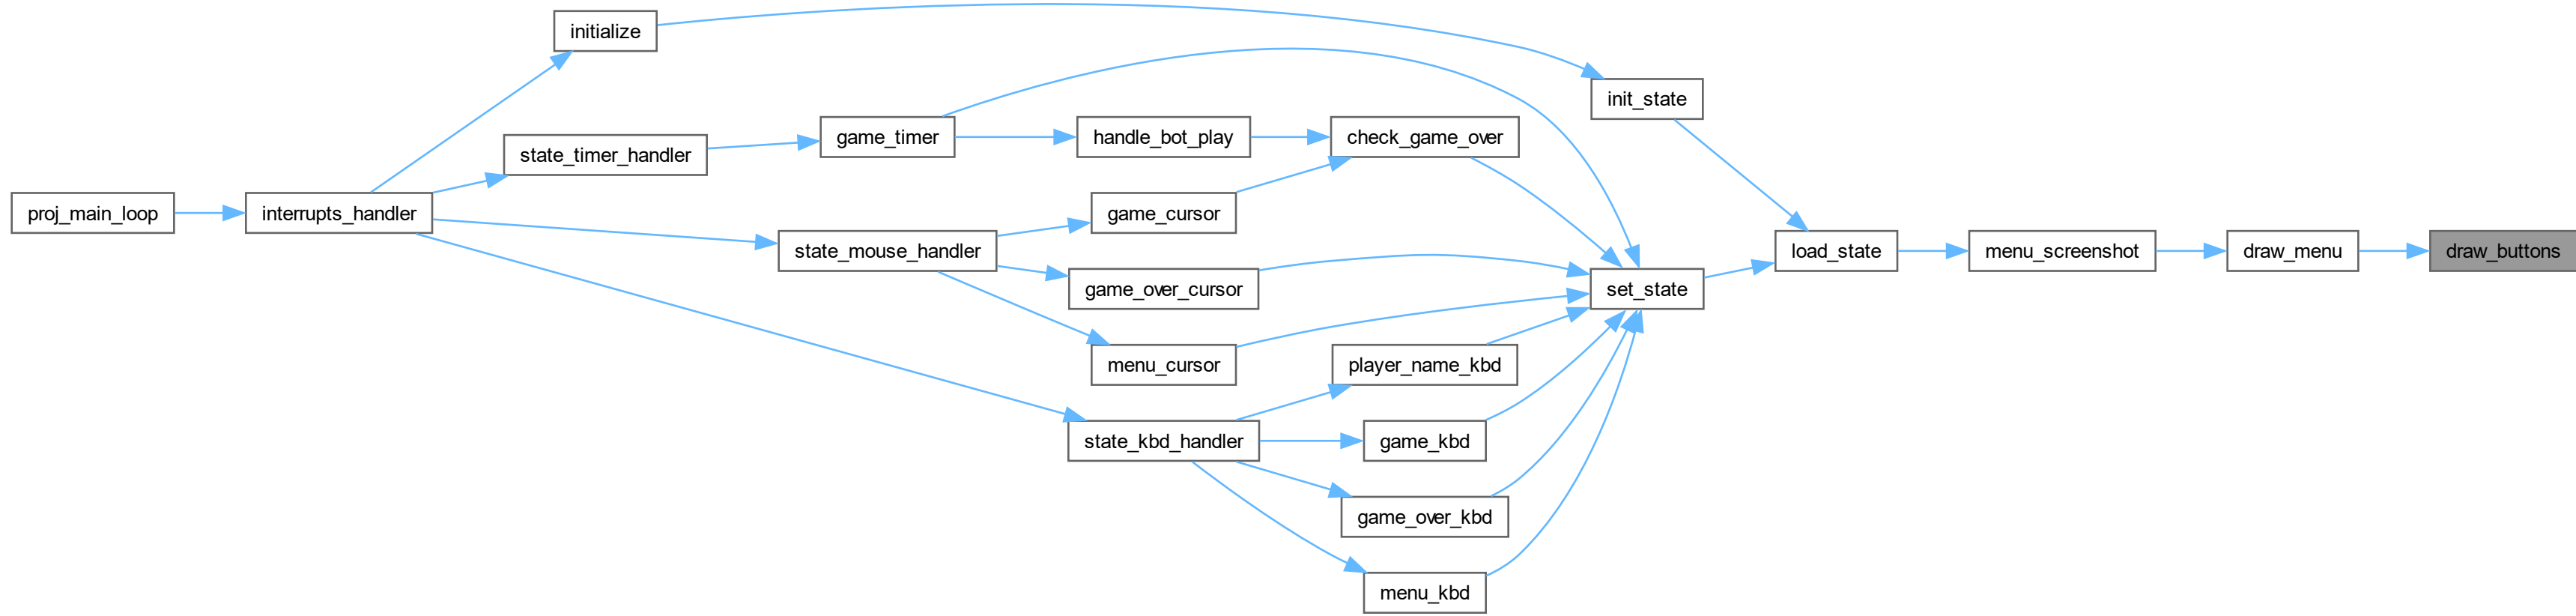 initialize
init_state
game_timer
handle_bot_play
check_game_over
state_timer_handler
proj_main_loop
interrupts_handler
game_cursor
state_mouse_handler
load_state
menu_screenshot
draw_menu
draw_buttons
game_over_cursor
set_state
menu_cursor
player_name_kbd
state_kbd_handler
game_kbd
game_over_kbd
menu_kbd